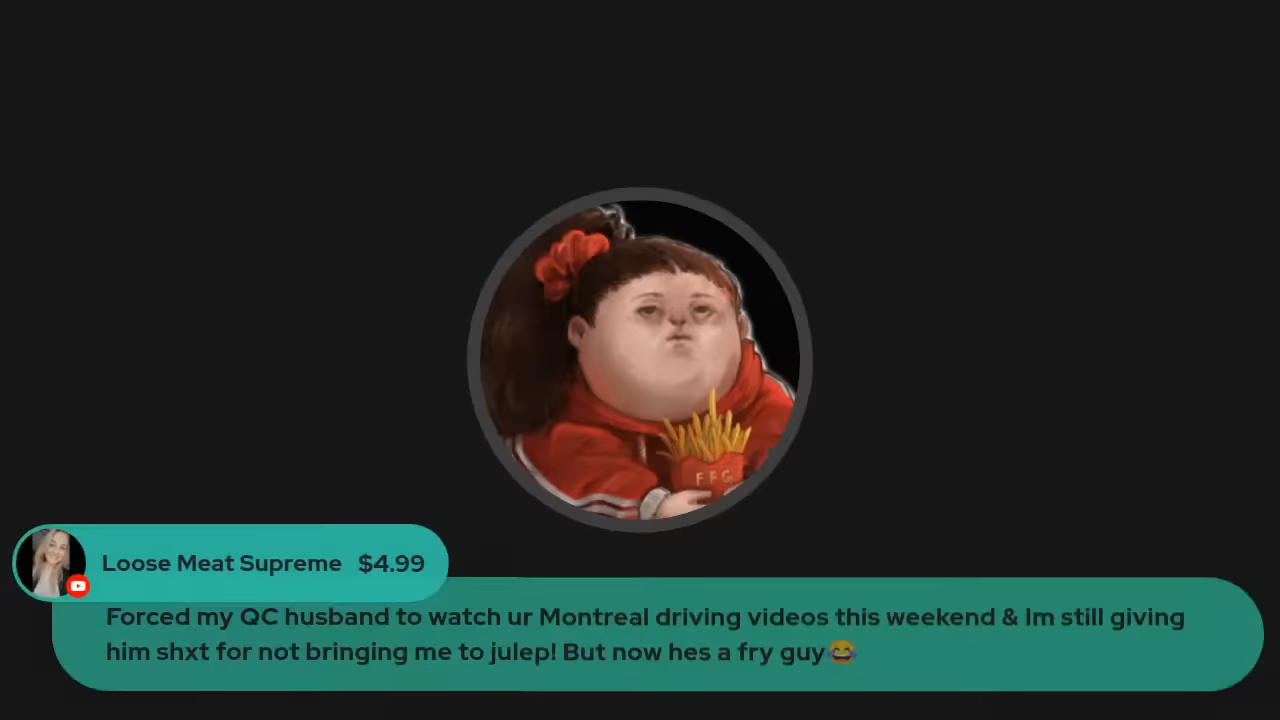 FFG
Loose Meat Supreme $4.99
Forced my QC husband to watch ur Montreal driving videos this weekend & Im still giving
him shxt for not bringing me to julep! But now hes a fry guy😂